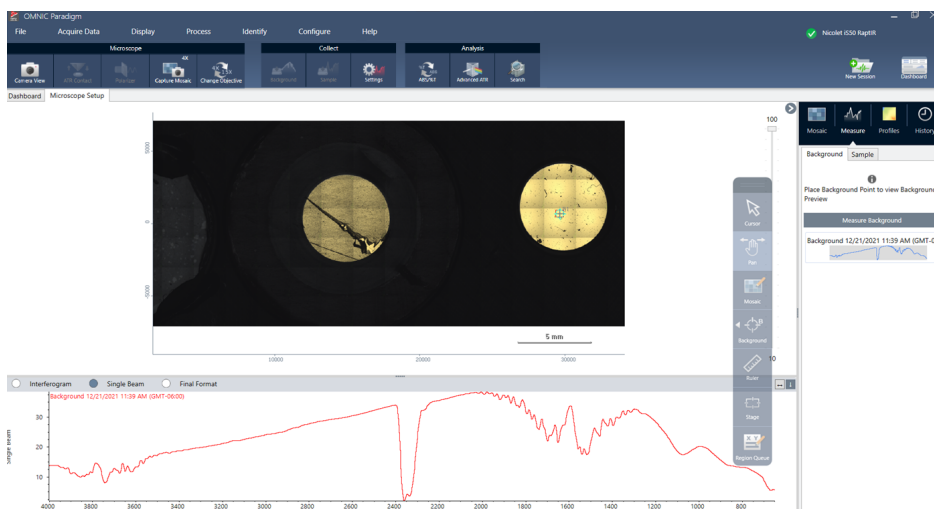 OMNIC Paradigm
File Acquire Data Display Process Identify Configure Help
Nicolet iS50 RaptIR
Microscope Collect Analysis
4X
Camera View ATR Contact Polarizer Capture Mosaic Change Objective Background Sample Settings ABS/%T Advanced ATR Search New Session Dashboard
Dashboard Microscope Setup
100
Mosaic Measure Profiles History
Background Sample
Place Background Point to view Background
Preview
Measure Background
Background 12/21/2021 11:39 AM (GMT-0
5000
0
-5000
5 mm
10000 20000 30000
Cursor
Pan
Mosaic
B
Background
10
Ruler
Stage
X Y
Region Queue
Interferogram Single Beam Final Format
Background 12/21/2021 11:39 AM (GMT-06:00)
Single Beam
30
20
10
4000 3800 3600 3400 3200 3000 2800 2600 2400 2200 2000 1800 1600 1400 1200 1000 800